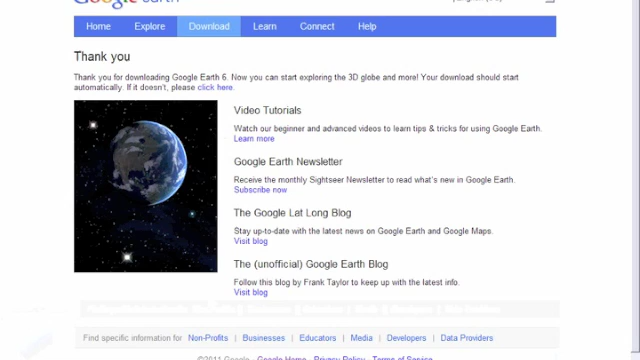 Google earth
Home Explore Download Learn Connect Help
Thank you
Thank you for downloading Google Earth 6. Now you can start exploring the 3D globe and more! Your download should start
automatically. If it doesn't, please click here.
Video Tutorials
Watch our beginner and advanced videos to learn tips & tricks for using Google Earth.
Learn more
Google Earth Newsletter
Receive the monthly Sightseer Newsletter to read what's new in Google Earth.
Subscribe now
The Google Lat Long Blog
Stay up-to-date with the latest news on Google Earth and Google Maps.
Visit blog
The (unofficial) Google Earth Blog
Follow this blog by Frank Taylor to keep up with the latest info.
Visit blog
Find specific information for Non-Profits | Businesses | Educators | Media | Developers | Data Providers
©2011 Google - Google Home - Privacy Policy - Terms of Service